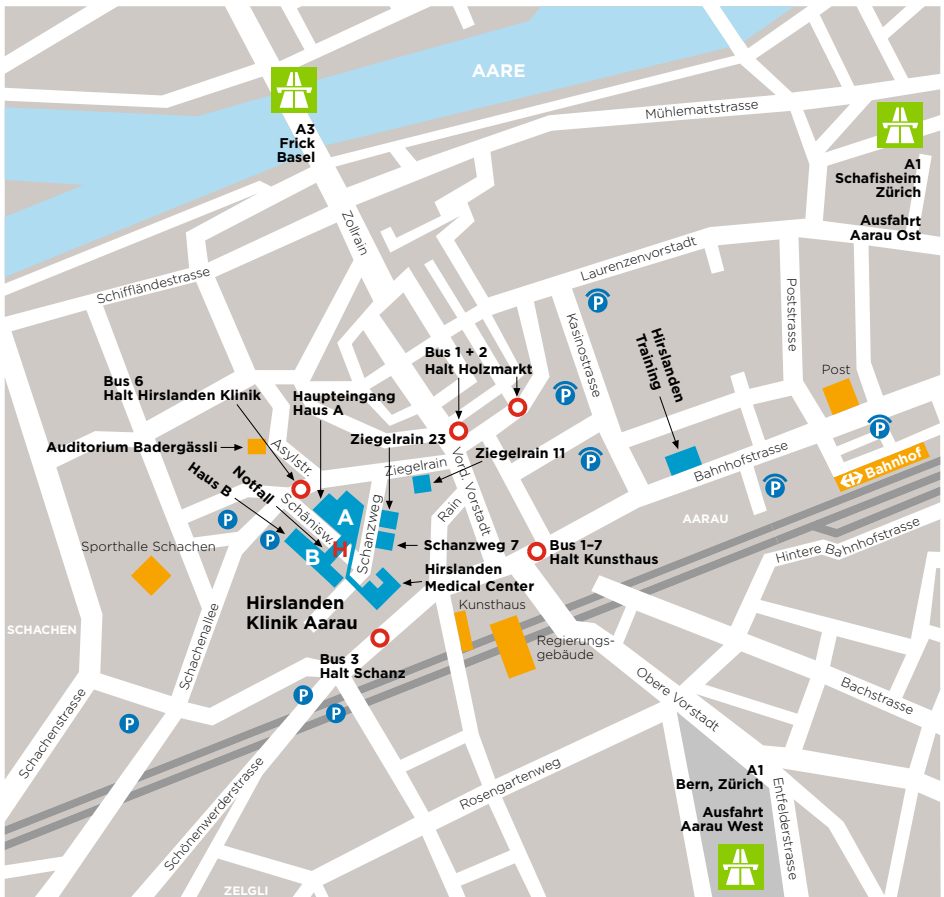 AARE
A3
Frick
Basel
Mühlemattstrasse
A1
Schafisheim
Zürich
Ausfahrt
Aarau Ost
Zollrain
Laurenzenvorstadt
Schiffländestrasse
P
Kasinostrasse
Poststrasse
Hirslanden
Training
Bus 1 + 2
Halt Holzmarkt
Post
Bus 6
Halt Hirslanden Klinik
Haupteingang
Haus A
P
P
Auditorium Badergässli
Asylstr.
Ziegelrain 23
Ziegelrain
Ziegelrain 11
Vord. Vorstadt
P
Bahnhofstrasse
Bahnhof
P
Haus B
Notfall
Schänisw.
Schanzweg
Rain
A
B
H
P
P
AARAU
Hintere Bahnhofstrasse
Sporthalle Schachen
Schanzweg 7
Bus 1–7
Halt Kunsthaus
Hirslanden
Medical Center
Hirslanden
Klinik Aarau
Kunsthaus
SCHACHEN
Schachenallee
Regierungs-
gebäude
Bus 3
Halt Schanz
Obere Vorstadt
Bachstrasse
P
P
P
Schachenstrasse
Schönenwerderstrasse
Rosengartenweg
A1
Bern, Zürich
Ausfahrt
Aarau West
Entfelderstrasse
ZELGLI